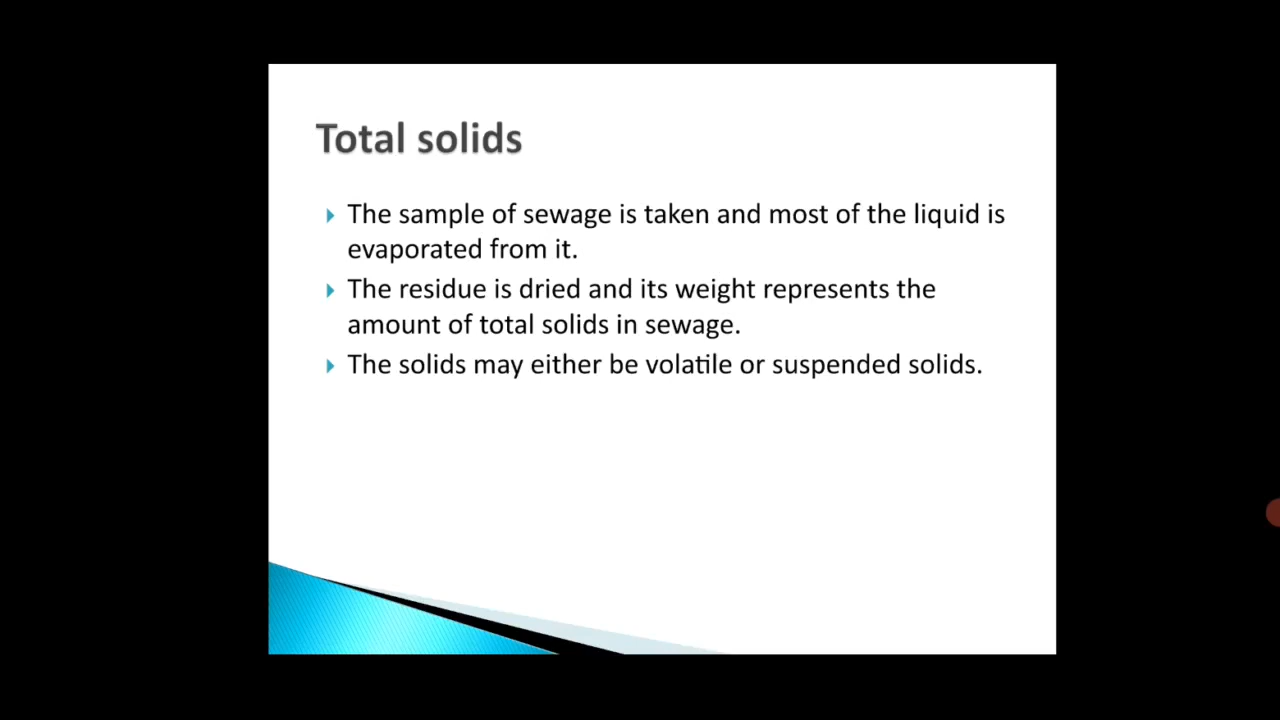 Total solids
The sample of sewage is taken and most of the liquid is
evaporated from it.
The residue is dried and its weight represents the
amount of total solids in sewage.
The solids may either be volatile or suspended solids.